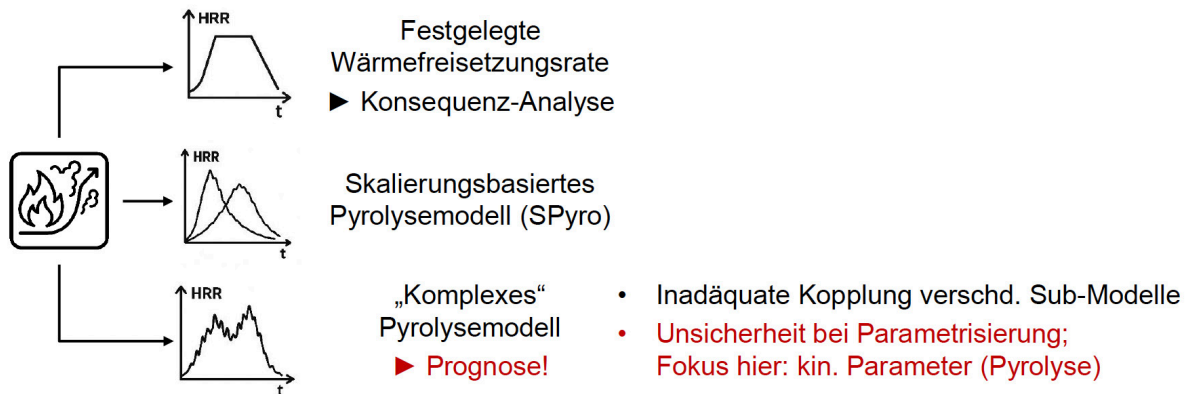 HRR
t
Festgelegte
Wärmefreisetzungsrate
► Konsequenz-Analyse
HRR
t
Skalierungsbasiertes
Pyrolysemodell (SPyro)
HRR
t
„Komplexes“
Pyrolysemodell
► Prognose!
• Inadäquate Kopplung verschd. Sub-Modelle
• Unsicherheit bei Parametrisierung;
Fokus hier: kin. Parameter (Pyrolyse)